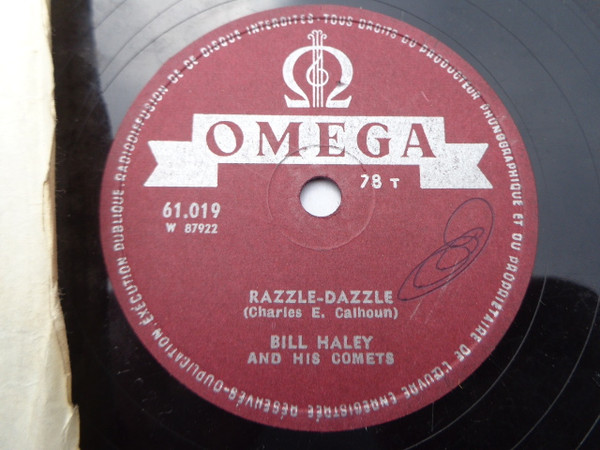 TOUS DROITS DU PRODUCTEUR PHONOGRAPHIQUE ET DU PROPRIÉTAIRE DE L'ŒUVRE ENREGISTRÉE RÉSERVÉS-DUPLICATION, EXÉCUTION PUBLIQUE, RADIODIFFUSION DE CE DISQUE INTERDITES·
Ω
OMEGA
78 T
61.019
W 87922
RAZZLE-DAZZLE
(Charles E. Calhoun)
BILL HALEY
AND HIS COMETS